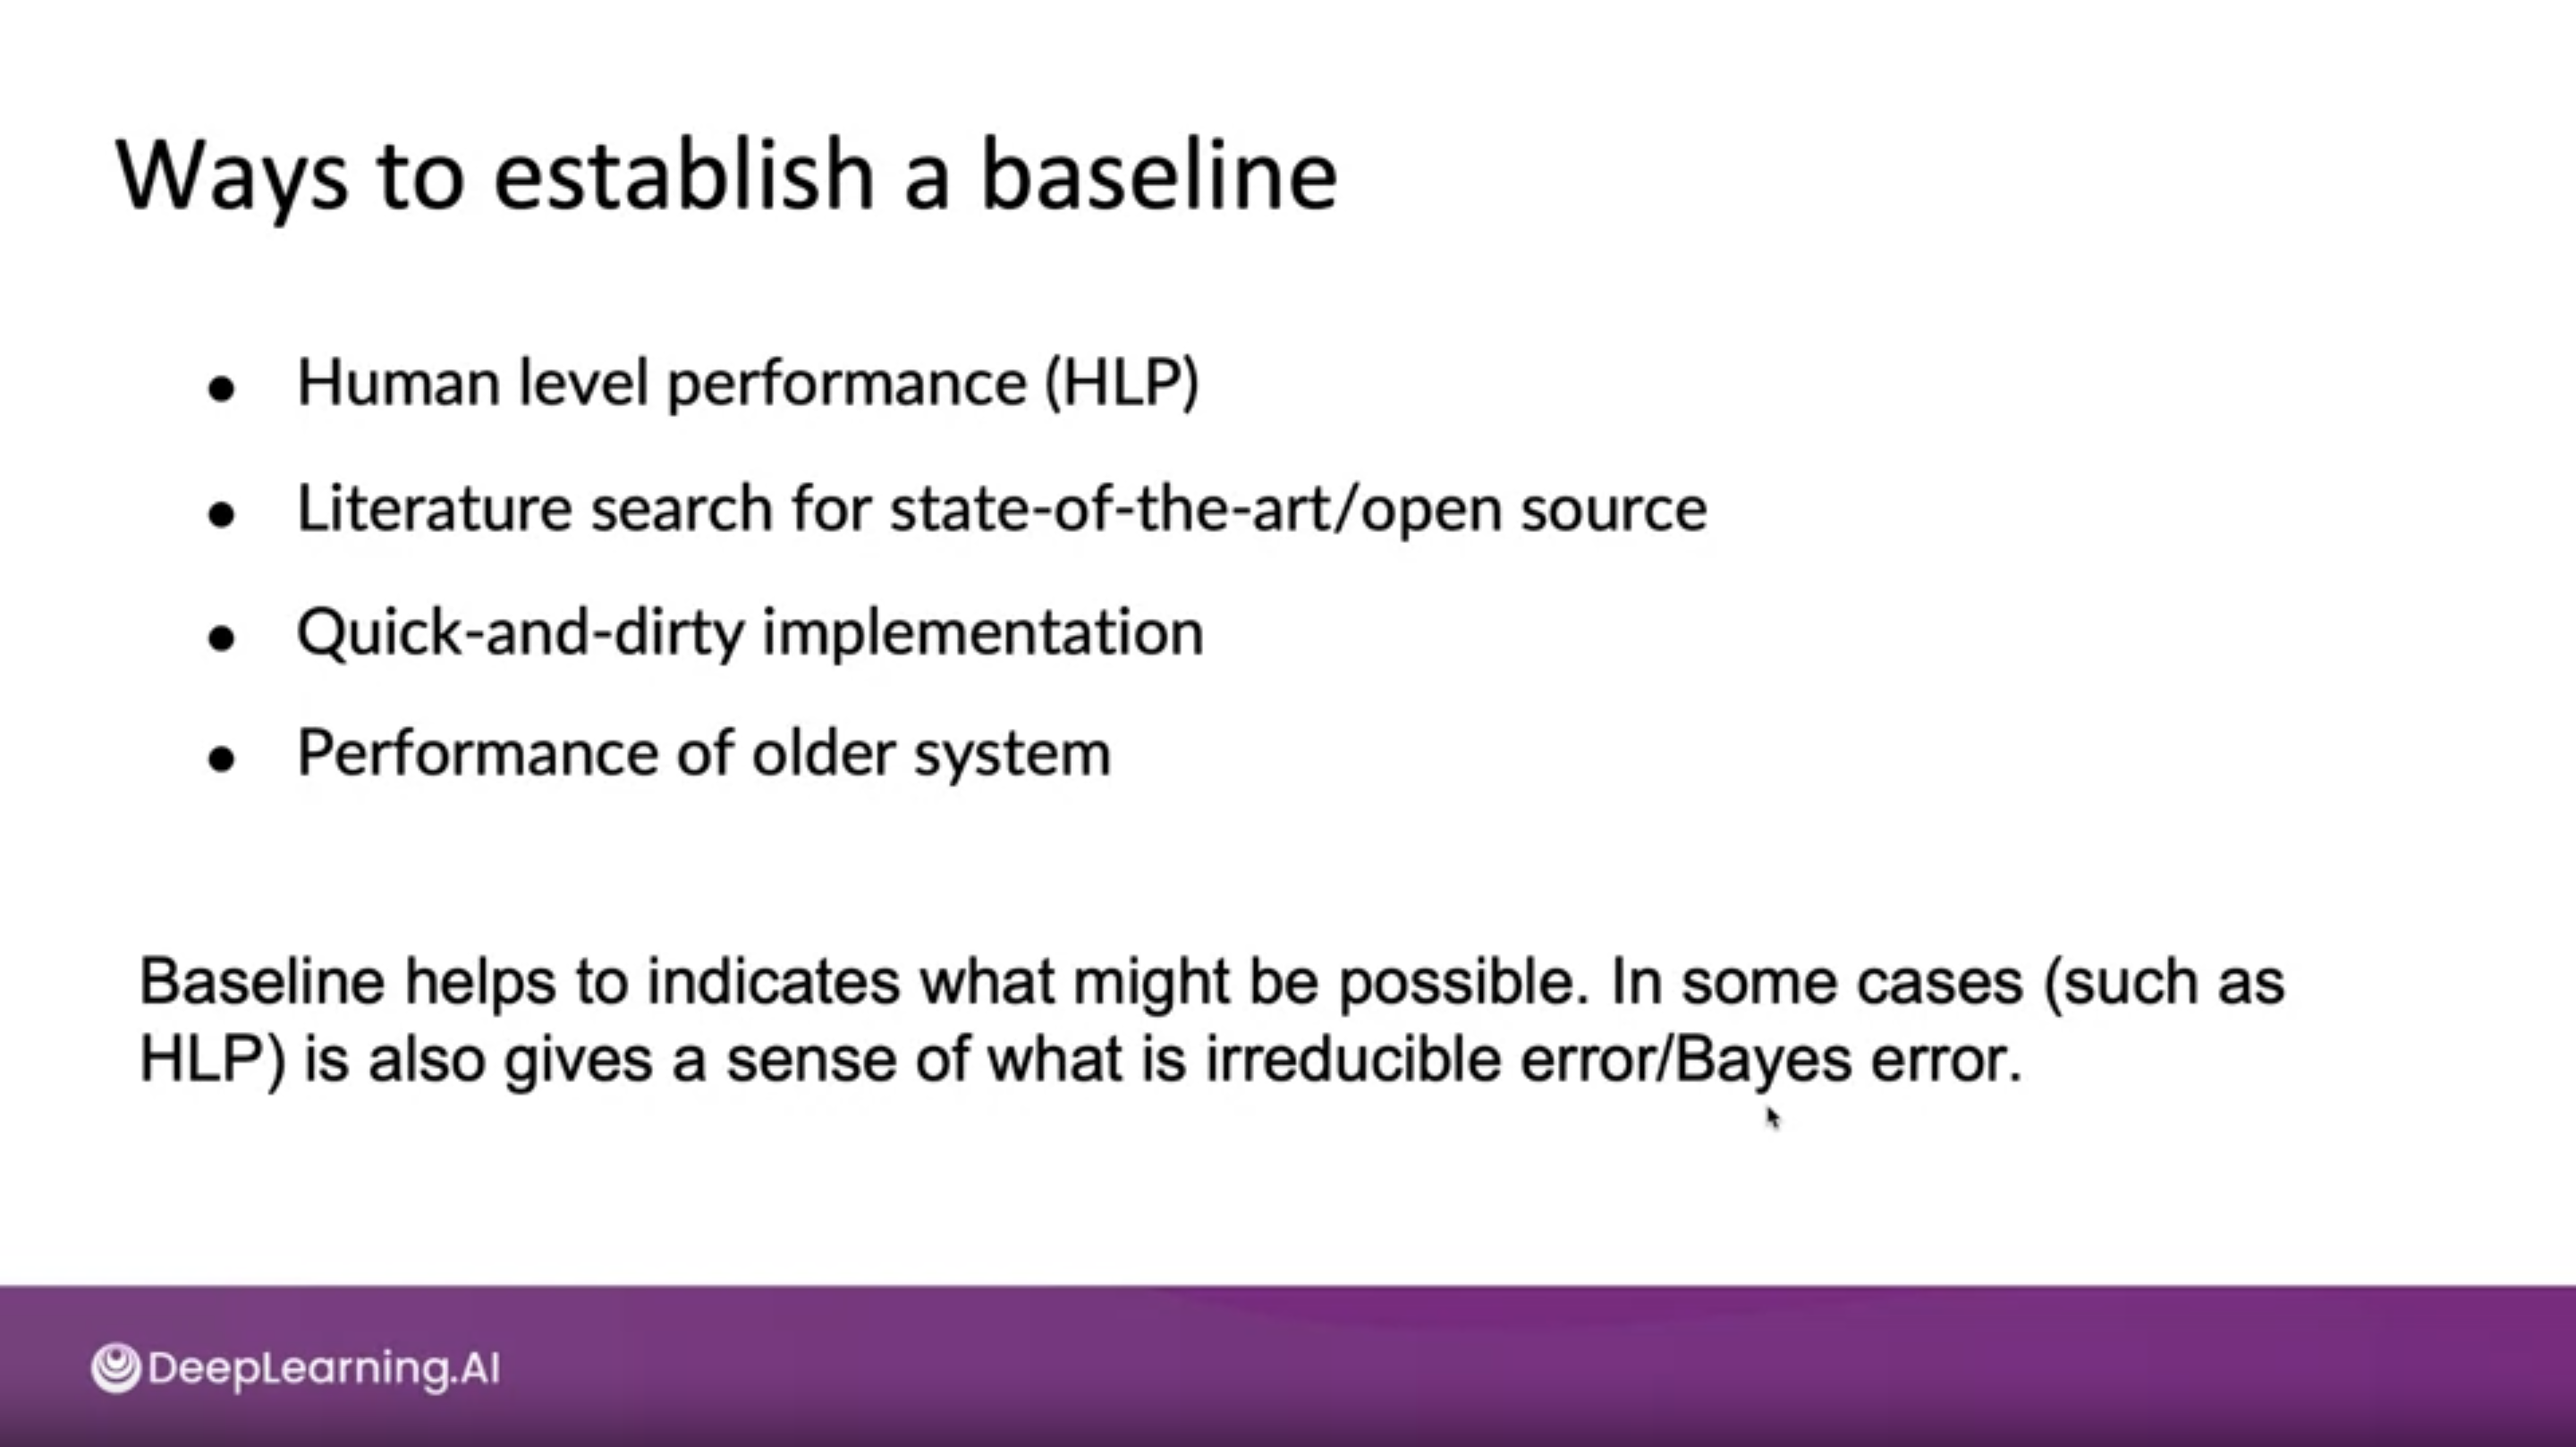 Ways to establish a baseline
● Human level performance (HLP)
● Literature search for state-of-the-art/open source
● Quick-and-dirty implementation
● Performance of older system
Baseline helps to indicates what might be possible. In some cases (such as
HLP) is also gives a sense of what is irreducible error/Bayes error.
DeepLearning.AI